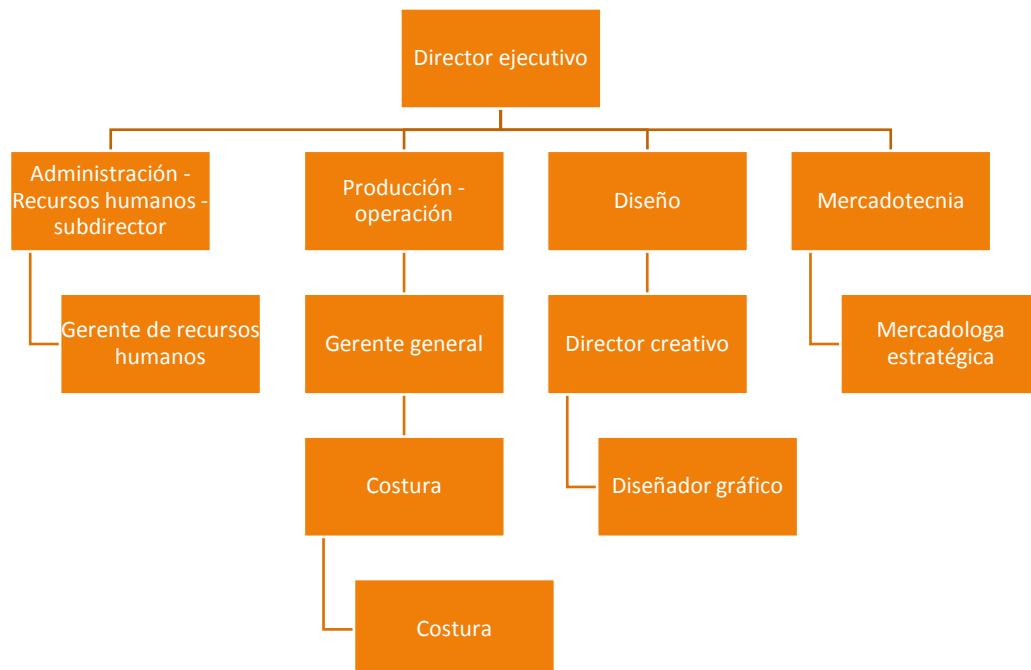 Director ejecutivo
Administración -
Recursos humanos -
subdirector
Producción -
operación
Diseño
Mercadotecnia
Gerente de recursos
humanos
Gerente general
Director creativo
Mercadologa
estratégica
Costura
Diseñador gráfico
Costura